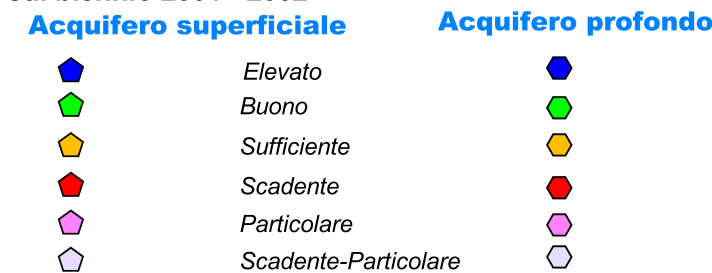 Acquifero superficiale
Acquifero profondo
Elevato
Buono
Sufficiente
Scadente
Particolare
Scadente-Particolare